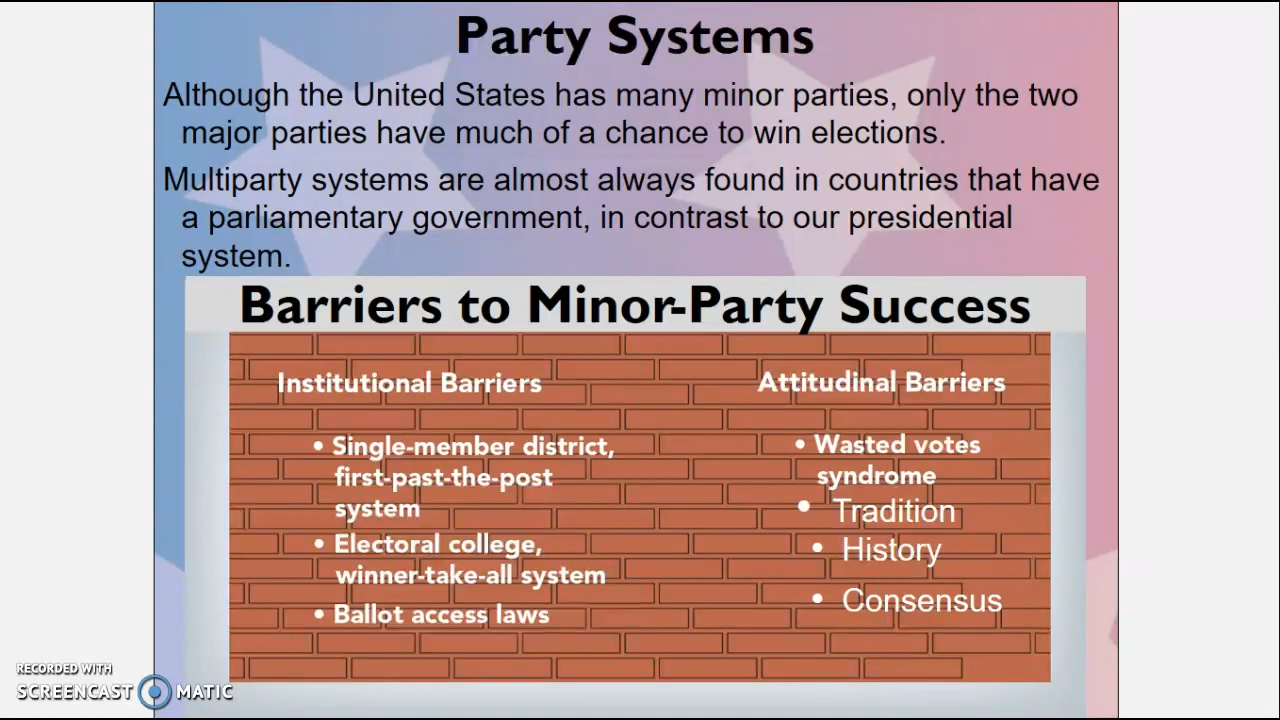 Party Systems
Although the United States has many minor parties, only the two
major parties have much of a chance to win elections.
Multiparty systems are almost always found in countries that have
a parliamentary government, in contrast to our presidential
system.
Barriers to Minor-Party Success
Institutional Barriers
• Single-member district,
first-past-the-post
system
• Electoral college,
winner-take-all system
• Ballot access laws
Attitudinal Barriers
• Wasted votes
syndrome
• Tradition
• History
• Consensus
RECORDED WITH
SCREENCAST MATIC